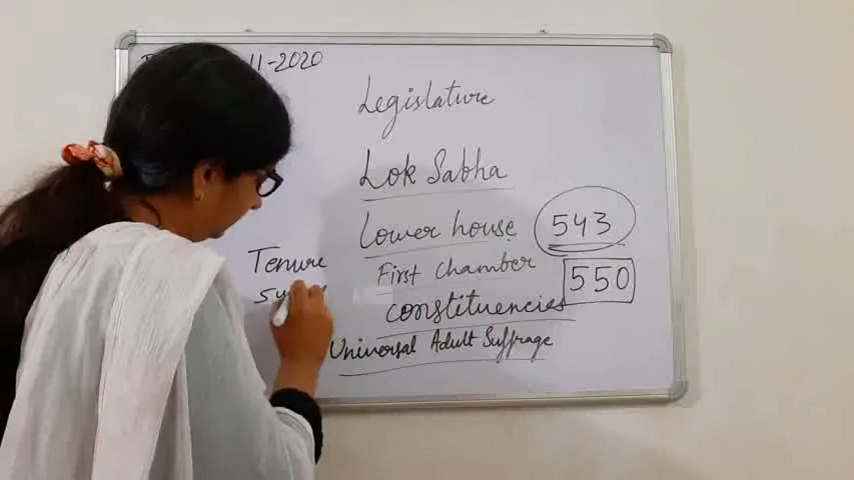 11-2020
Legislature
Lok Sabha
Lower house 543
First Chamber 550
constituencies
Universal Adult Suffrage
Tenure